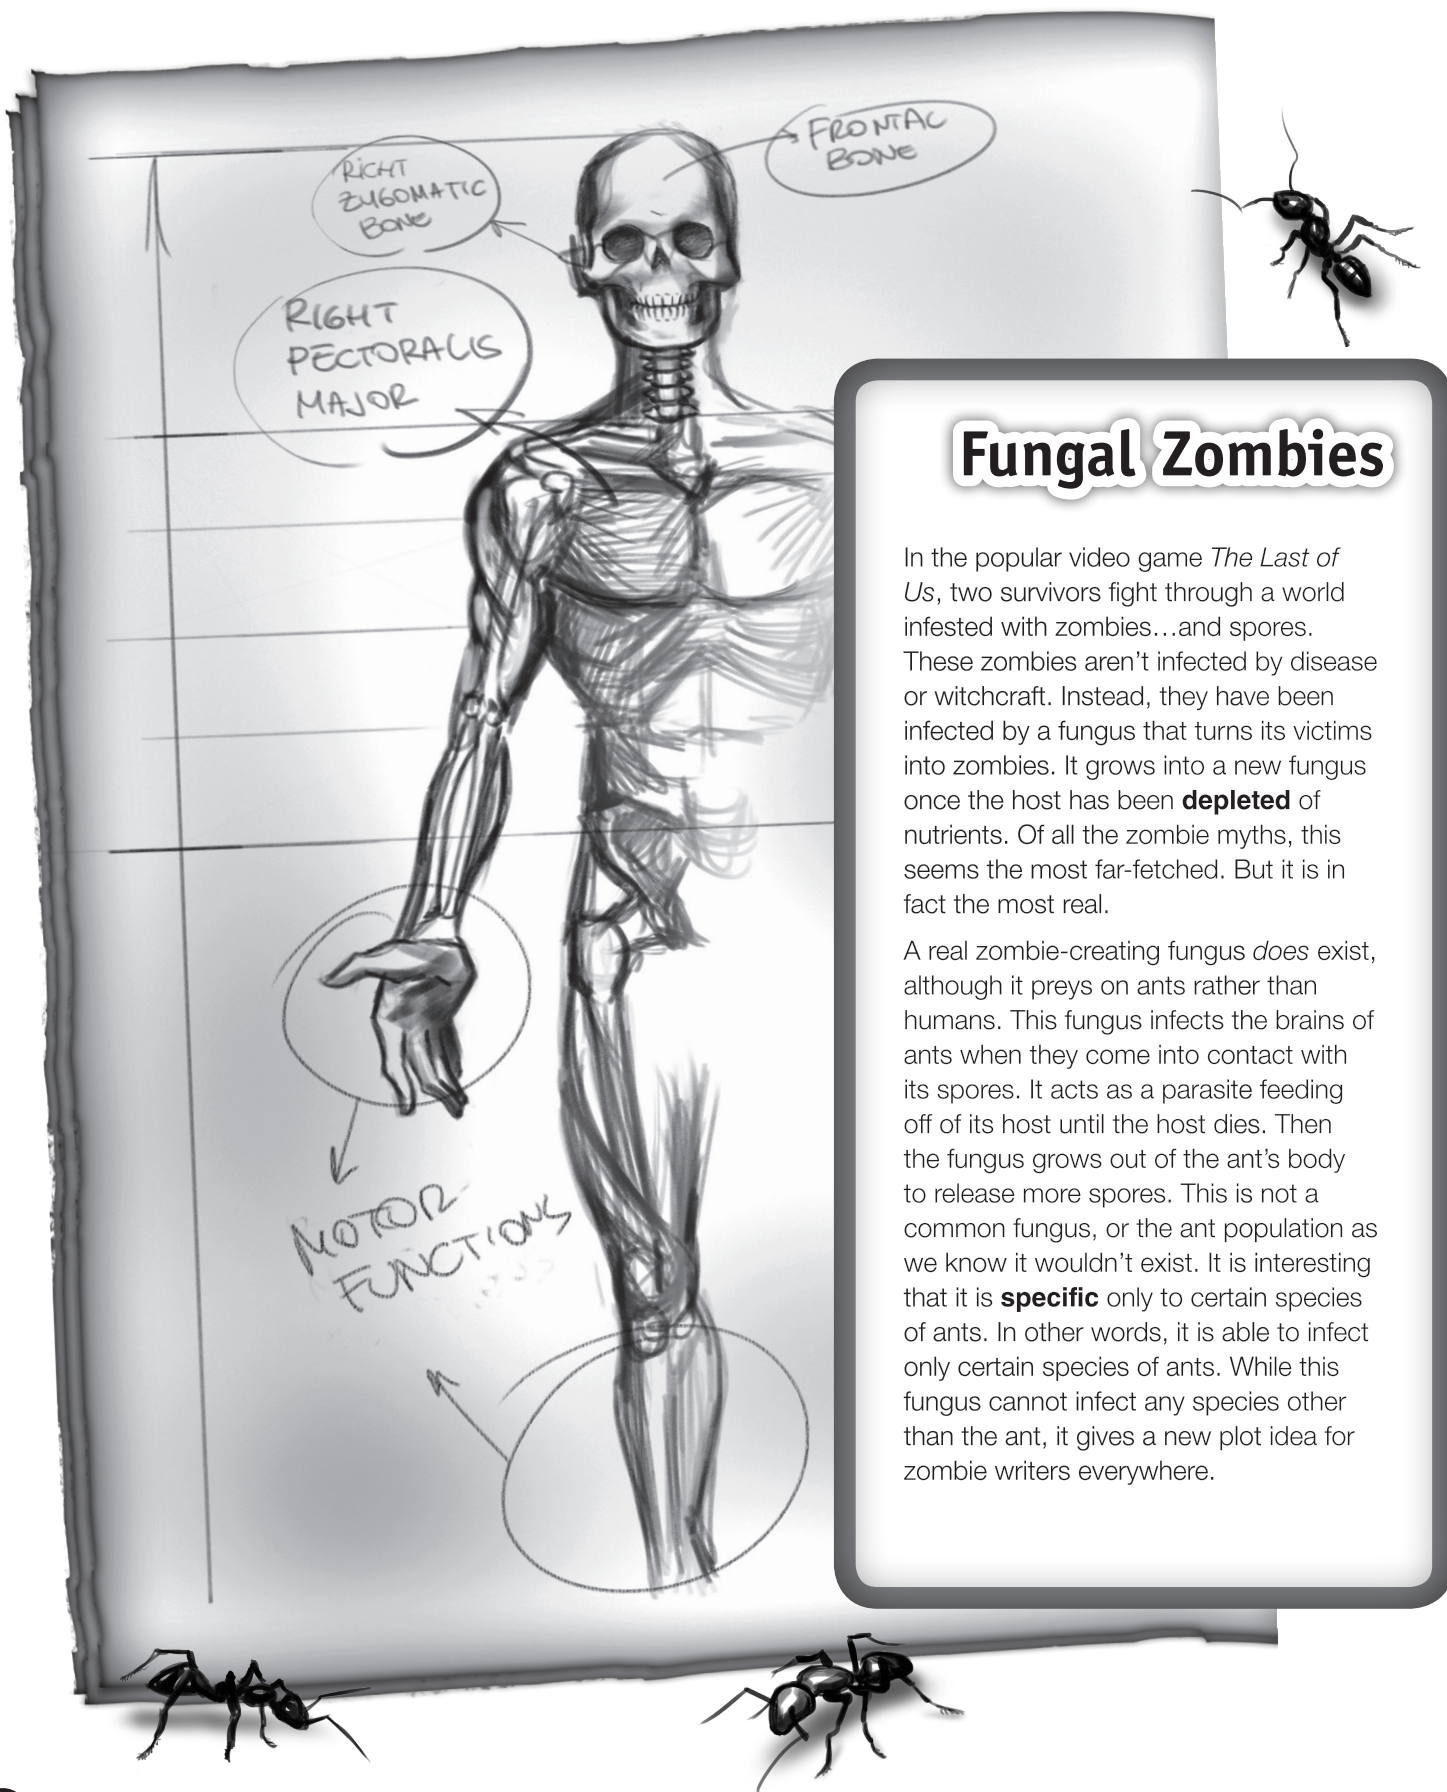 RIGHT
ZYGOMATIC
BONE
FRONTAL
BONE
RIGHT
PECTORALIS
MAJOR
MOTOR
FUNCTIONS
Fungal Zombies
In the popular video game The Last of
Us, two survivors fight through a world
infested with zombies…and spores.
These zombies aren’t infected by disease
or witchcraft. Instead, they have been
infected by a fungus that turns its victims
into zombies. It grows into a new fungus
once the host has been depleted of
nutrients. Of all the zombie myths, this
seems the most far-fetched. But it is in
fact the most real.
A real zombie-creating fungus does exist,
although it preys on ants rather than
humans. This fungus infects the brains of
ants when they come into contact with
its spores. It acts as a parasite feeding
off of its host until the host dies. Then
the fungus grows out of the ant’s body
to release more spores. This is not a
common fungus, or the ant population as
we know it wouldn’t exist. It is interesting
that it is specific only to certain species
of ants. In other words, it is able to infect
only certain species of ants. While this
fungus cannot infect any species other
than the ant, it gives a new plot idea for
zombie writers everywhere.